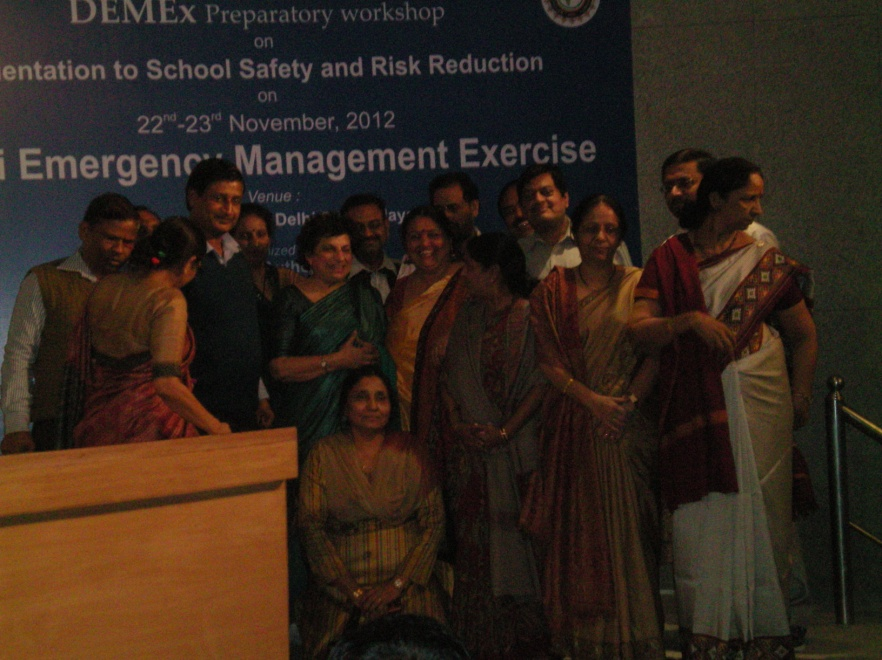 DEMEx Preparatory workshop
on
entation to School Safety and Risk Reduction
on
22nd-23rd November, 2012
i Emergency Management Exercise
Venue :
Delhi